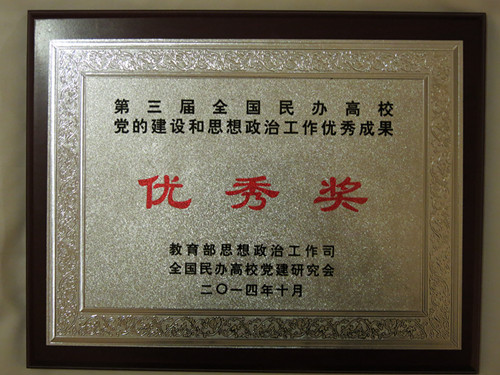 第三届全国民办高校
党的建设和思想政治工作优秀成果
优秀奖
教育部思想政治工作司
全国民办高校党建研究会
二〇一四年十月